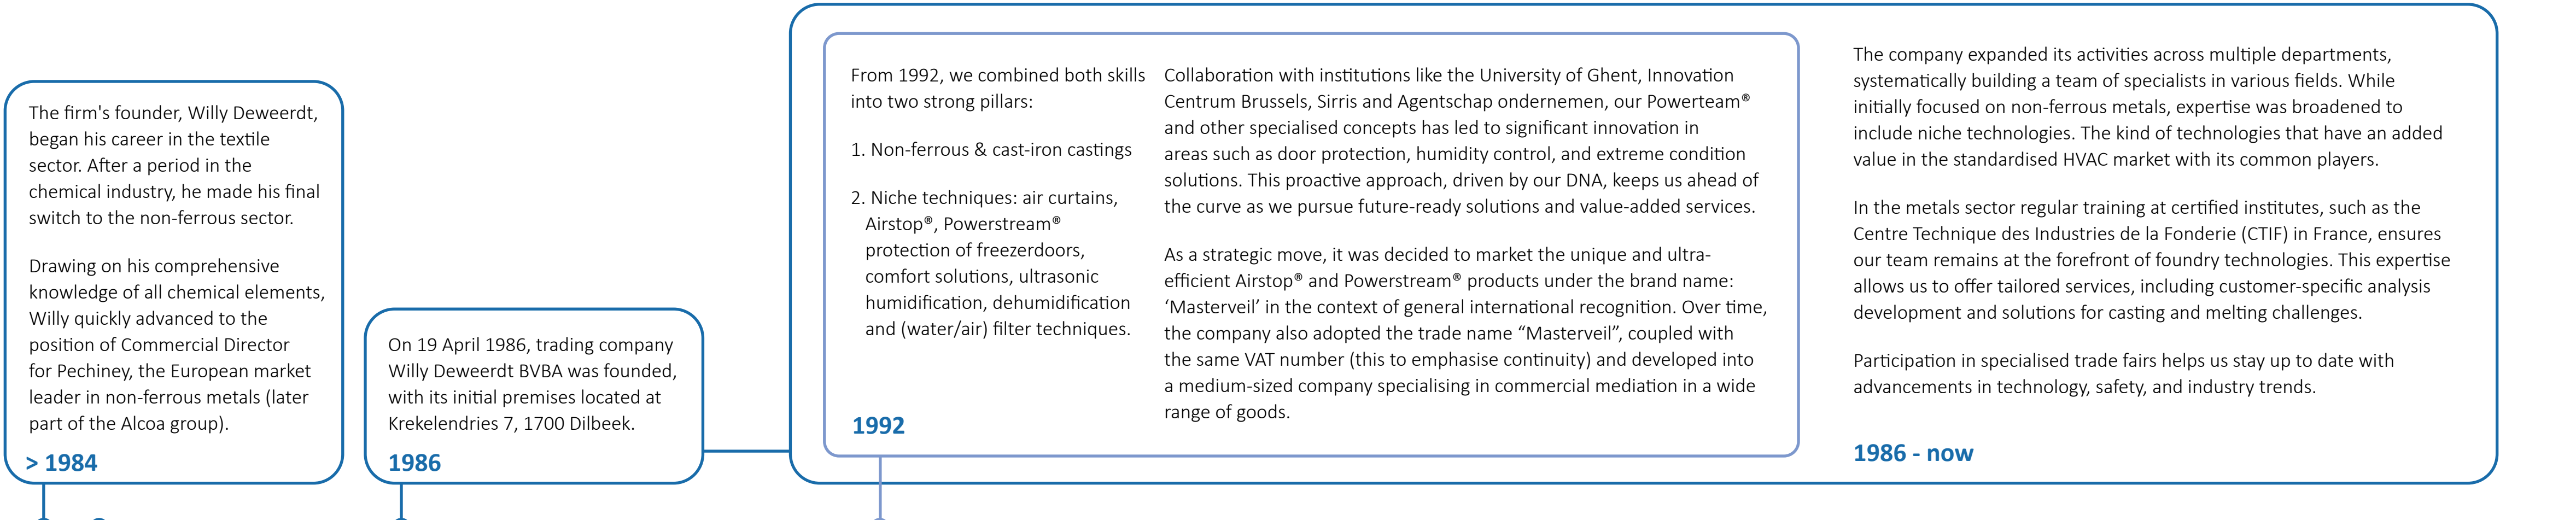 The firm's founder, Willy Deweerdt,
began his career in the textile
sector. After a period in the
chemical industry, he made his final
switch to the non-ferrous sector.
Drawing on his comprehensive
knowledge of all chemical elements,
Willy quickly advanced to the
position of Commercial Director
for Pechiney, the European market
leader in non-ferrous metals (later
part of the Alcoa group).
> 1984
On 19 April 1986, trading company
Willy Deweerdt BVBA was founded,
with its initial premises located at
Krekelendries 7, 1700 Dilbeek.
1986
From 1992, we combined both skills
into two strong pillars:
1. Non-ferrous & cast-iron castings
2. Niche techniques: air curtains,
Airstop®, Powerstream®
protection of freezerdoors,
comfort solutions, ultrasonic
humidification, dehumidification
and (water/air) filter techniques.
1992
Collaboration with institutions like the University of Ghent, Innovation
Centrum Brussels, Sirris and Agentschap ondernemen, our Powerteam®
and other specialised concepts has led to significant innovation in
areas such as door protection, humidity control, and extreme condition
solutions. This proactive approach, driven by our DNA, keeps us ahead of
the curve as we pursue future-ready solutions and value-added services.
As a strategic move, it was decided to market the unique and ultra-
efficient Airstop® and Powerstream® products under the brand name:
‘Masterveil’ in the context of general international recognition. Over time,
the company also adopted the trade name “Masterveil”, coupled with
the same VAT number (this to emphasise continuity) and developed into
a medium-sized company specialising in commercial mediation in a wide
range of goods.
The company expanded its activities across multiple departments,
systematically building a team of specialists in various fields. While
initially focused on non-ferrous metals, expertise was broadened to
include niche technologies. The kind of technologies that have an added
value in the standardised HVAC market with its common players.
In the metals sector regular training at certified institutes, such as the
Centre Technique des Industries de la Fonderie (CTIF) in France, ensures
our team remains at the forefront of foundry technologies. This expertise
allows us to offer tailored services, including customer-specific analysis
development and solutions for casting and melting challenges.
Participation in specialised trade fairs helps us stay up to date with
advancements in technology, safety, and industry trends.
1986 - now